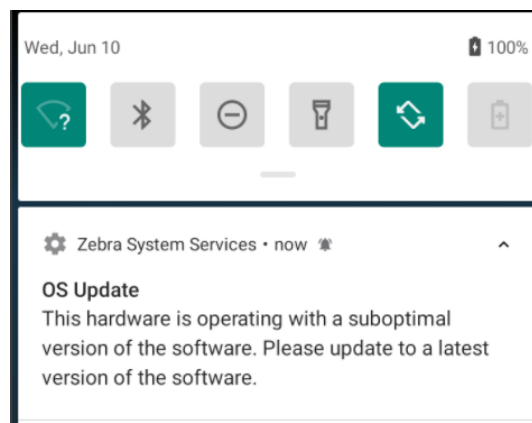 Wed, Jun 10 100%
?
Zebra System Services • now
OS Update
This hardware is operating with a suboptimal
version of the software. Please update to a latest
version of the software.